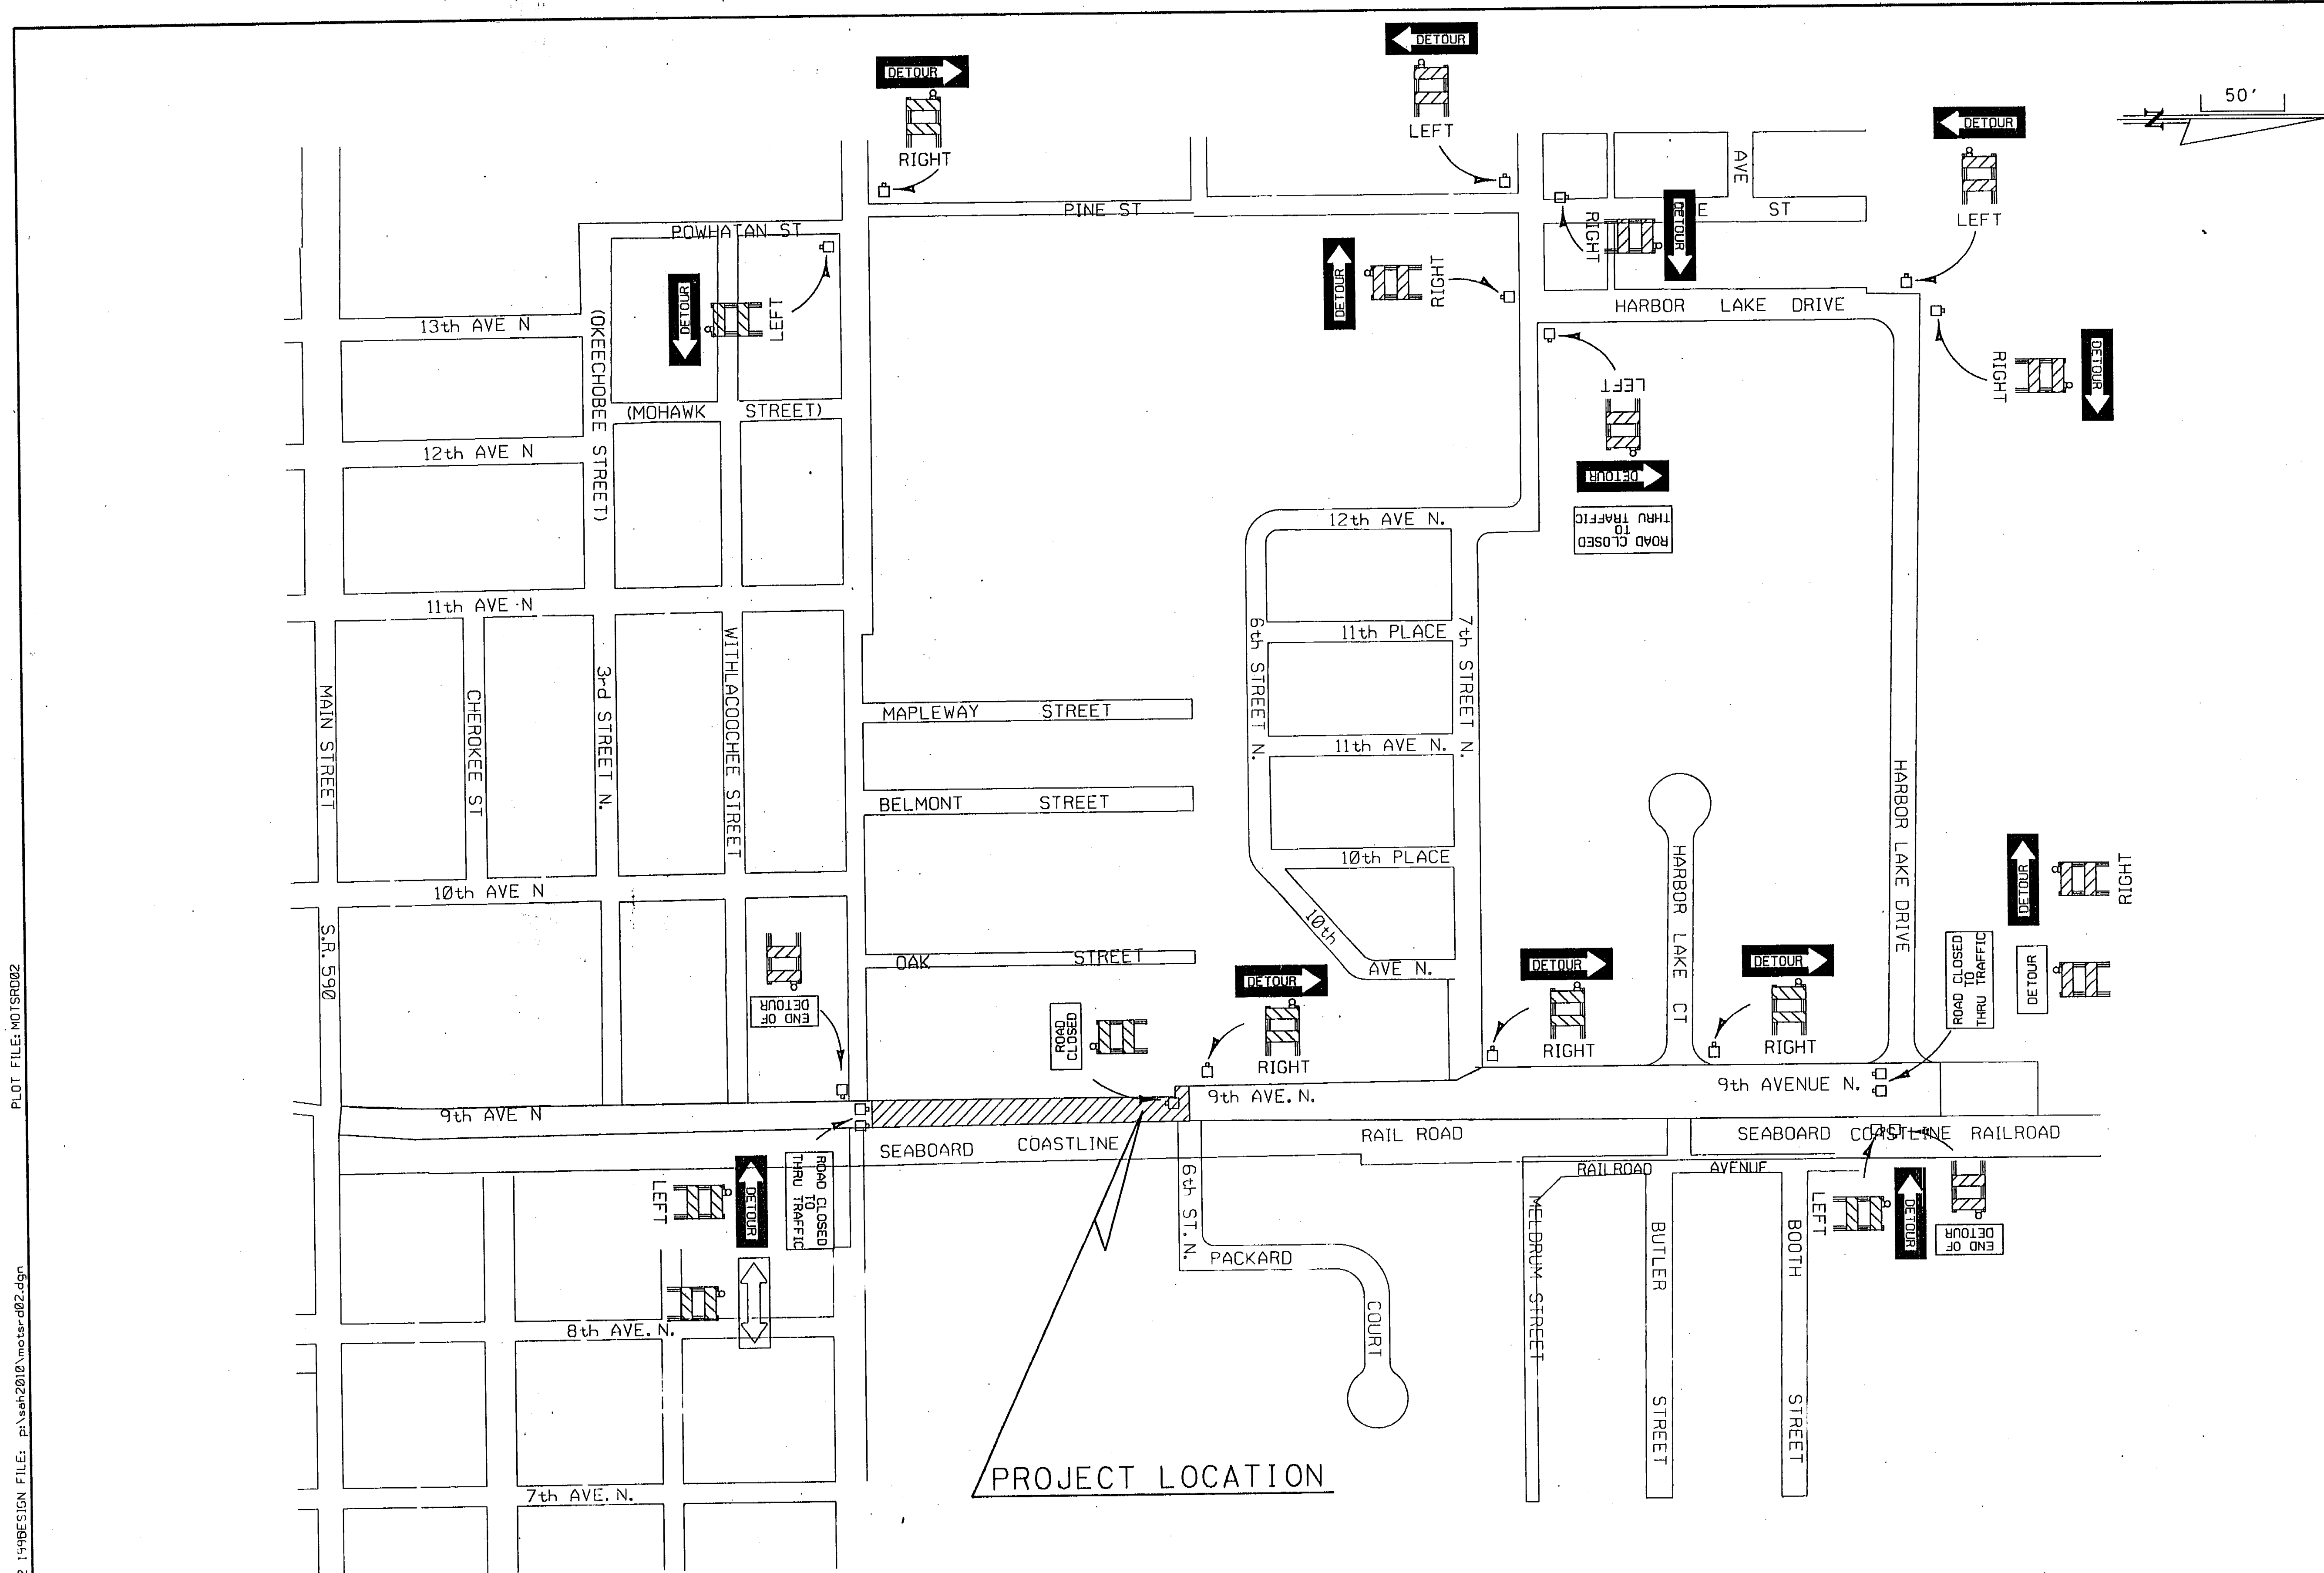 DETOUR
DETOUR
50'
N
DETOUR
RIGHT
LEFT
LEFT
PINE ST
AVE
E ST
RIGHT
DETOUR
POWHATAN ST
DETOUR
LEFT
DETOUR
RIGHT
HARBOR LAKE DRIVE
DETOUR
RIGHT
13th AVE N
(OKEECHOBEE STREET)
(MOHAWK STREET)
LEFT
DETOUR
ROAD CLOSED
TO
THRU TRAFFIC
12th AVE N
12th AVE N.
11th AVE N
6th STREET N.
11th PLACE
7th STREET N.
MAIN STREET
CHEROKEE ST
3rd STREET N.
WITHLACOOCHEE STREET
MAPLEWAY STREET
11th AVE N.
BELMONT STREET
10th PLACE
HARBOR LAKE CT
HARBOR LAKE DRIVE
DETOUR
RIGHT
10th AVE N
S.R. 590
10th
AVE N.
OAK STREET
END OF
DETOUR
ROAD
CLOSED
DETOUR
RIGHT
DETOUR
RIGHT
DETOUR
RIGHT
ROAD CLOSED
TO
THRU TRAFFIC
DETOUR
9th AVE N
9th AVE. N.
9th AVENUE N.
SEABOARD COASTLINE
RAIL ROAD
SEABOARD COASTLINE RAILROAD
LEFT
DETOUR
ROAD CLOSED
TO
THRU TRAFFIC
6th ST. N.
RAILROAD AVENUE
LEFT
DETOUR
END OF
DETOUR
PACKARD
COURT
MELDRUM STREET
BUTLER STREET
BOOTH STREET
8th AVE. N.
7th AVE. N.
PROJECT LOCATION
PLOT FILE: MOTSRD02
DESIGN FILE: p:\sah2010\motsrd02.dgn